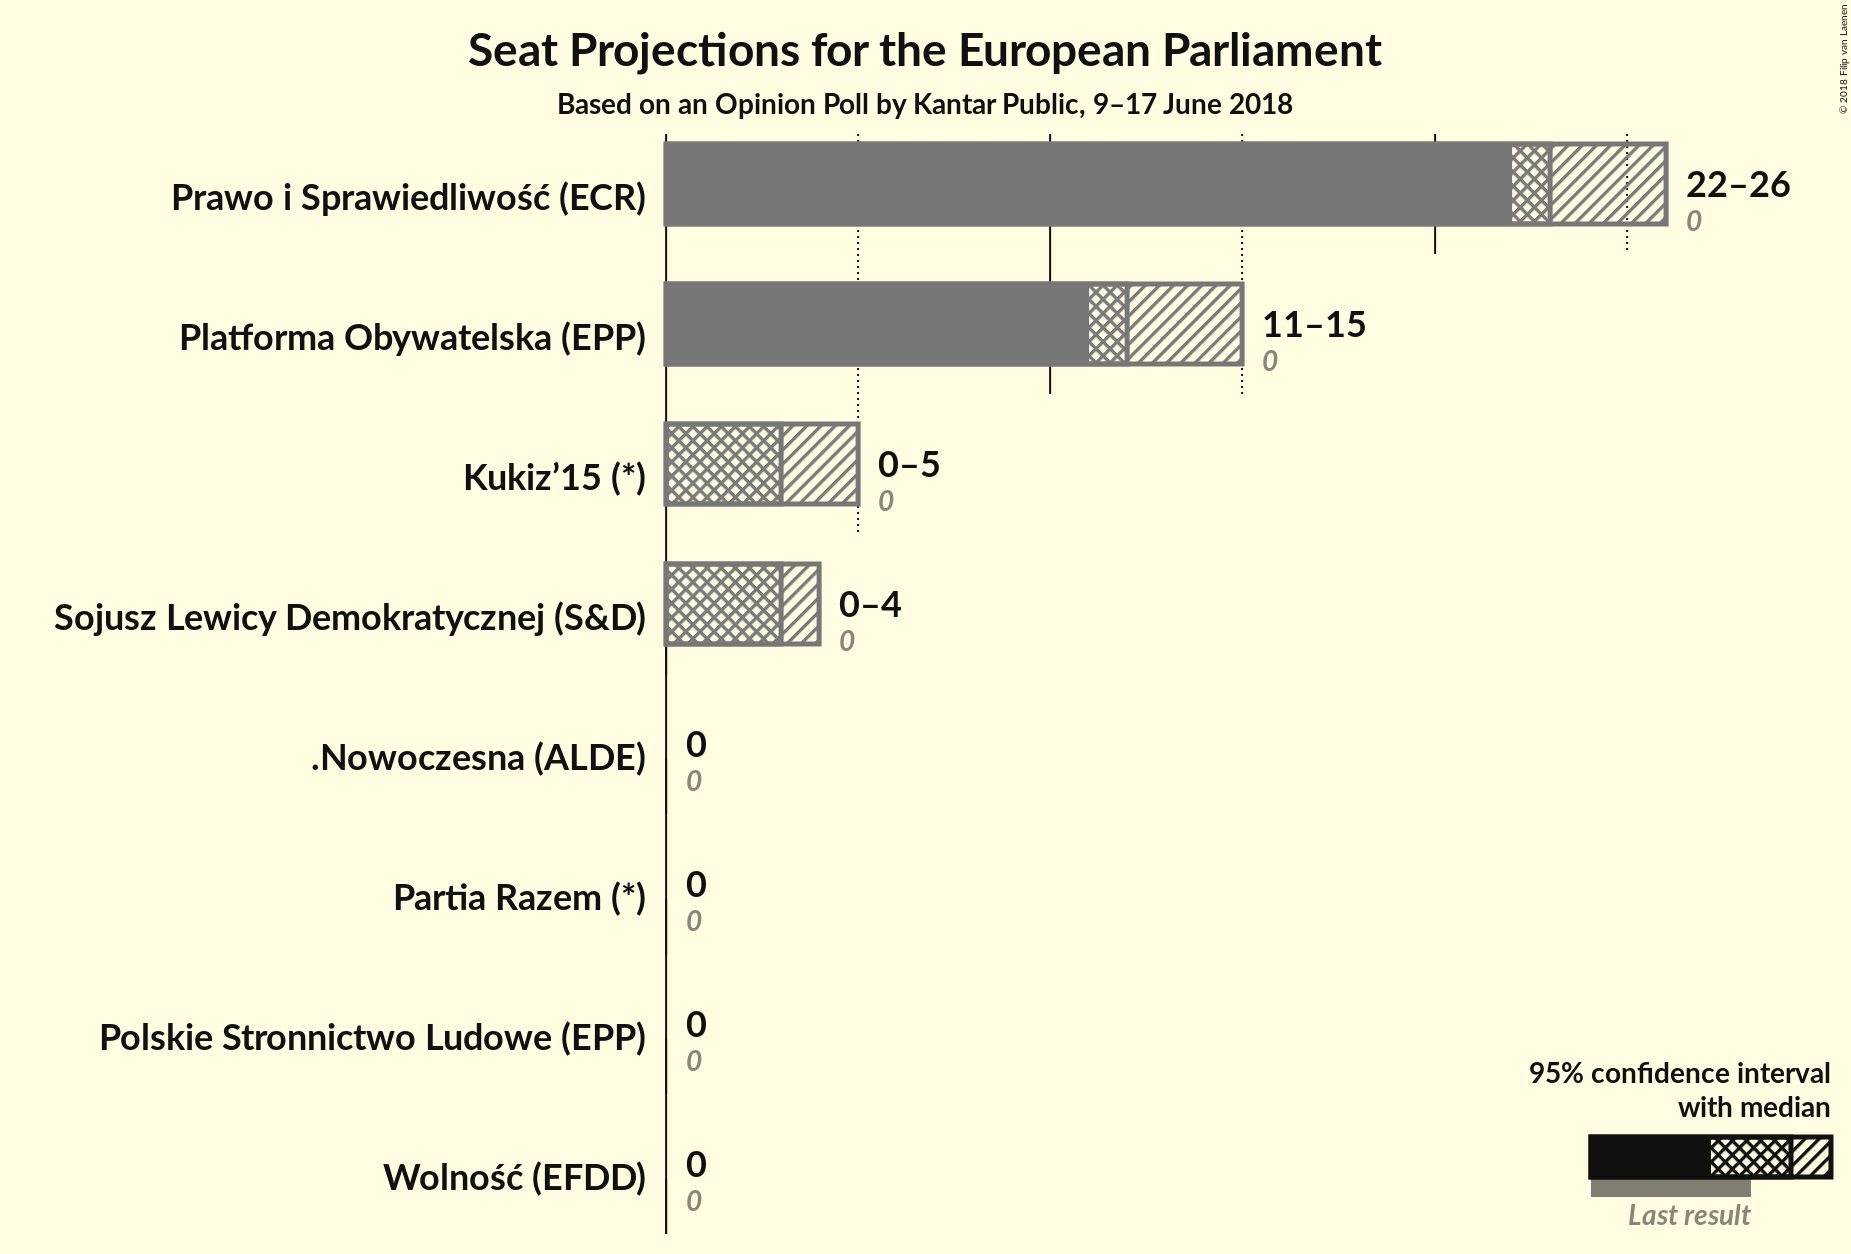 Seat Projections for the European Parliament
Based on an Opinion Poll by Kantar Public, 9–17 June 2018
© 2018 Filip van Laenen
Prawo i Sprawiedliwość (ECR)
22–26
0
Platforma Obywatelska (EPP)
11–15
0
Kukiz’15 (*)
0–5
0
Sojusz Lewicy Demokratycznej (S&D)
0–4
0
.Nowoczesna (ALDE)
0
0
Partia Razem (*)
0
0
Polskie Stronnictwo Ludowe (EPP)
0
0
Wolność (EFDD)
0
0
95% confidence interval
with median
Last result